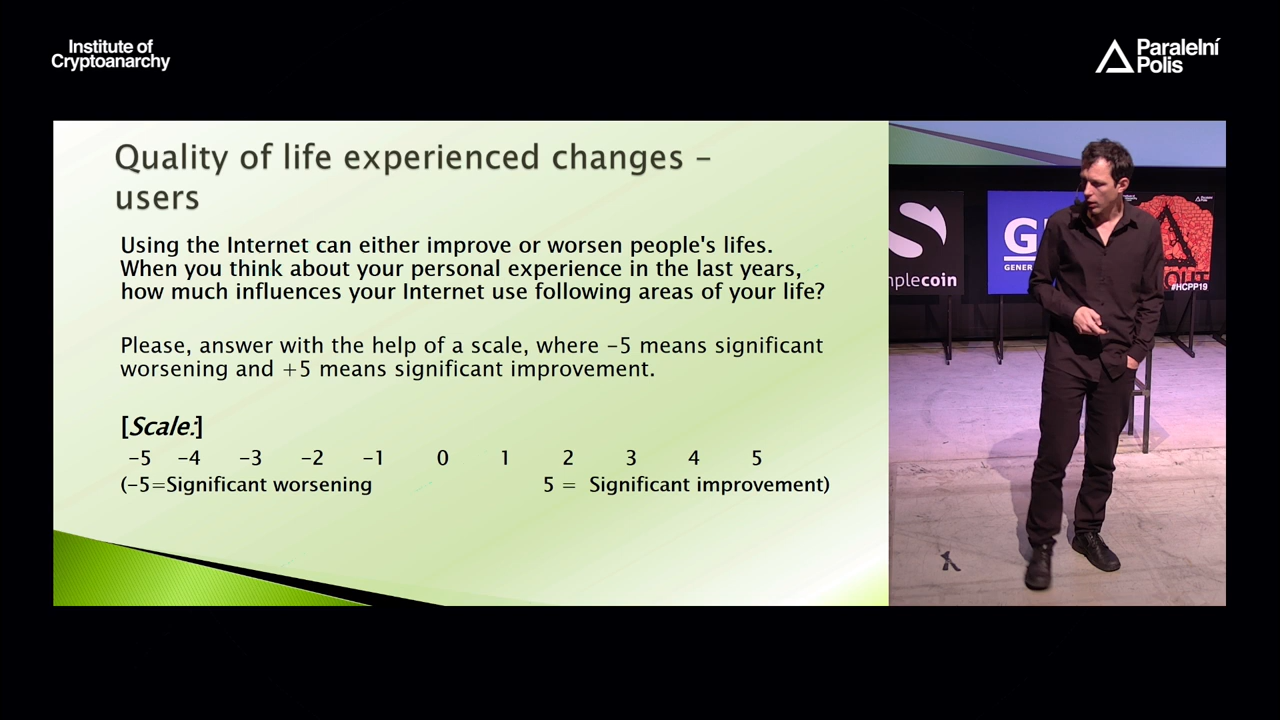 Institute of
Cryptoanarchy
Paralelní
Polis
Quality of life experienced changes –
users
Using the Internet can either improve or worsen people's lifes.
When you think about your personal experience in the last years,
how much influences your Internet use following areas of your life?
Please, answer with the help of a scale, where -5 means significant
worsening and +5 means significant improvement.
[Scale:]
-5 -4 -3 -2 -1 0 1 2 3 4 5
(-5=Significant worsening 5 = Significant improvement)
plecoin
G
GENER
OUT
#HCPP19